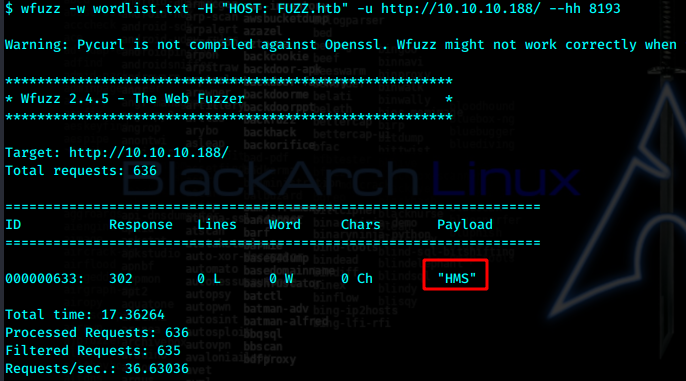 $ wfuzz -w wordlist.txt -H "HOST: FUZZ.htb" -u http://10.10.10.188/ --hh 8193
Warning: Pycurl is not compiled against Openssl. Wfuzz might not work correctly when
********************************************************
* Wfuzz 2.4.5 - The Web Fuzzer                         *
********************************************************
Target: http://10.10.10.188/
Total requests: 636
BlackArch Linux
===================================================================
ID           Response   Lines    Word     Chars       Payload
===================================================================
000000633:   302        0 L      0 W      0 Ch        "HMS"
Total time: 17.36264
Processed Requests: 636
Filtered Requests: 635
Requests/sec.: 36.63036